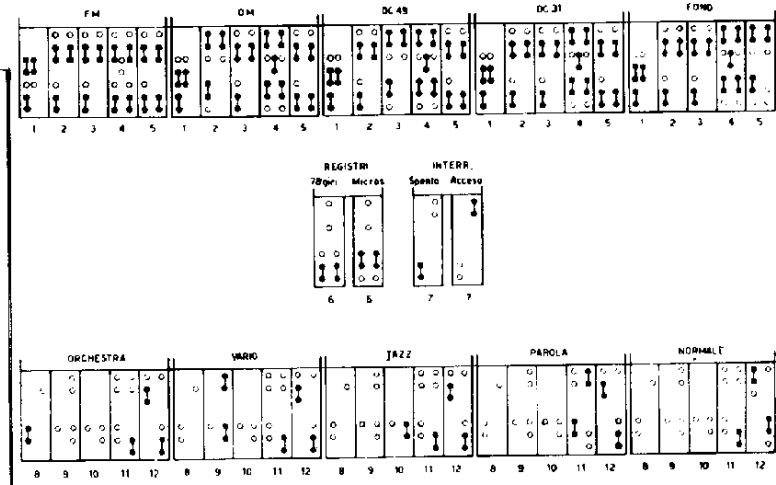 FM OM OC 49 OC 31 FONO
1 2 3 4 5 1 2 3 4 5 1 2 3 4 5 1 2 3 4 5 1 2 3 4 5
REGISTRI INTERR.
78 giri Micros Spento Acceso
6 6 7 7
ORCHESTRA VARIO JAZZ PAROLA NORMALE
8 9 10 11 12 8 9 10 11 12 8 9 10 11 12 8 9 10 11 12 8 9 10 11 12